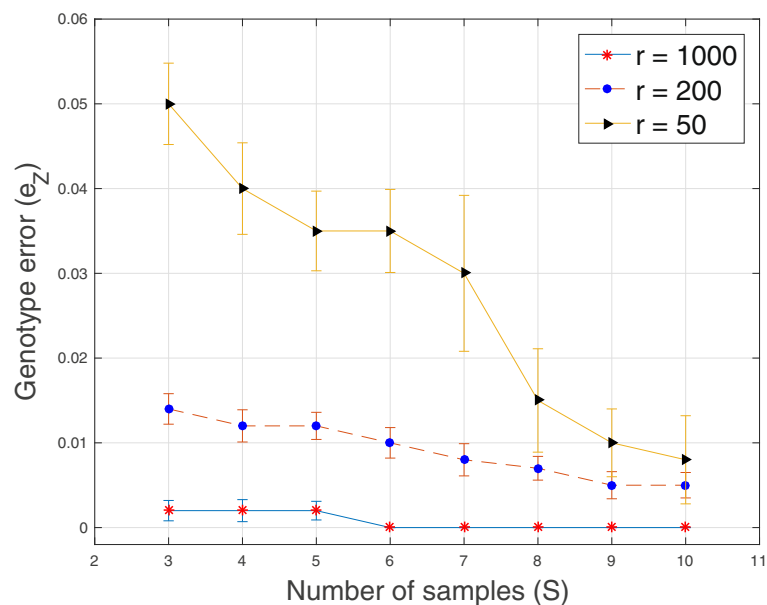 0.06
0.05
0.04
0.03
0.02
0.01
0
Genotype error (e_Z)
r = 1000
r = 200
r = 50
2 3 4 5 6 7 8 9 10 11
Number of samples (S)